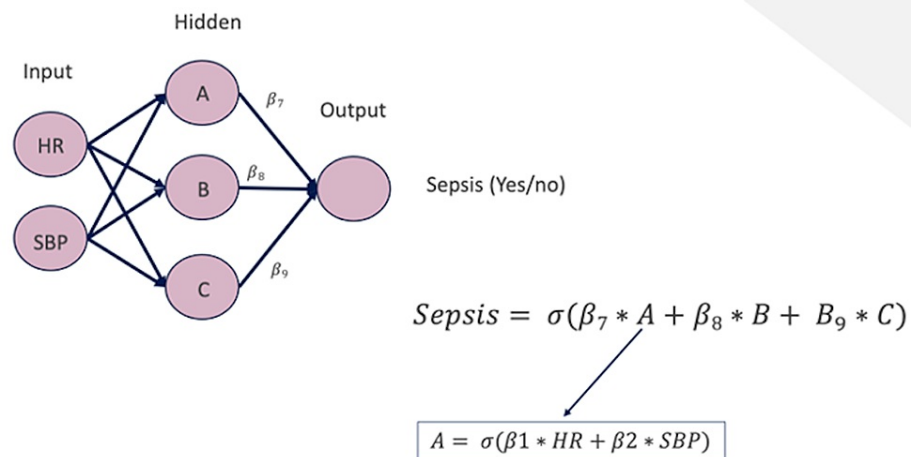 Hidden
Input
A
β₇
Output
HR
B
β₈
Sepsis (Yes/no)
SBP
C
β₉
Sepsis = σ(β₇ * A + β₈ * B + B₉ * C)
A = σ(β1 * HR + β2 * SBP)